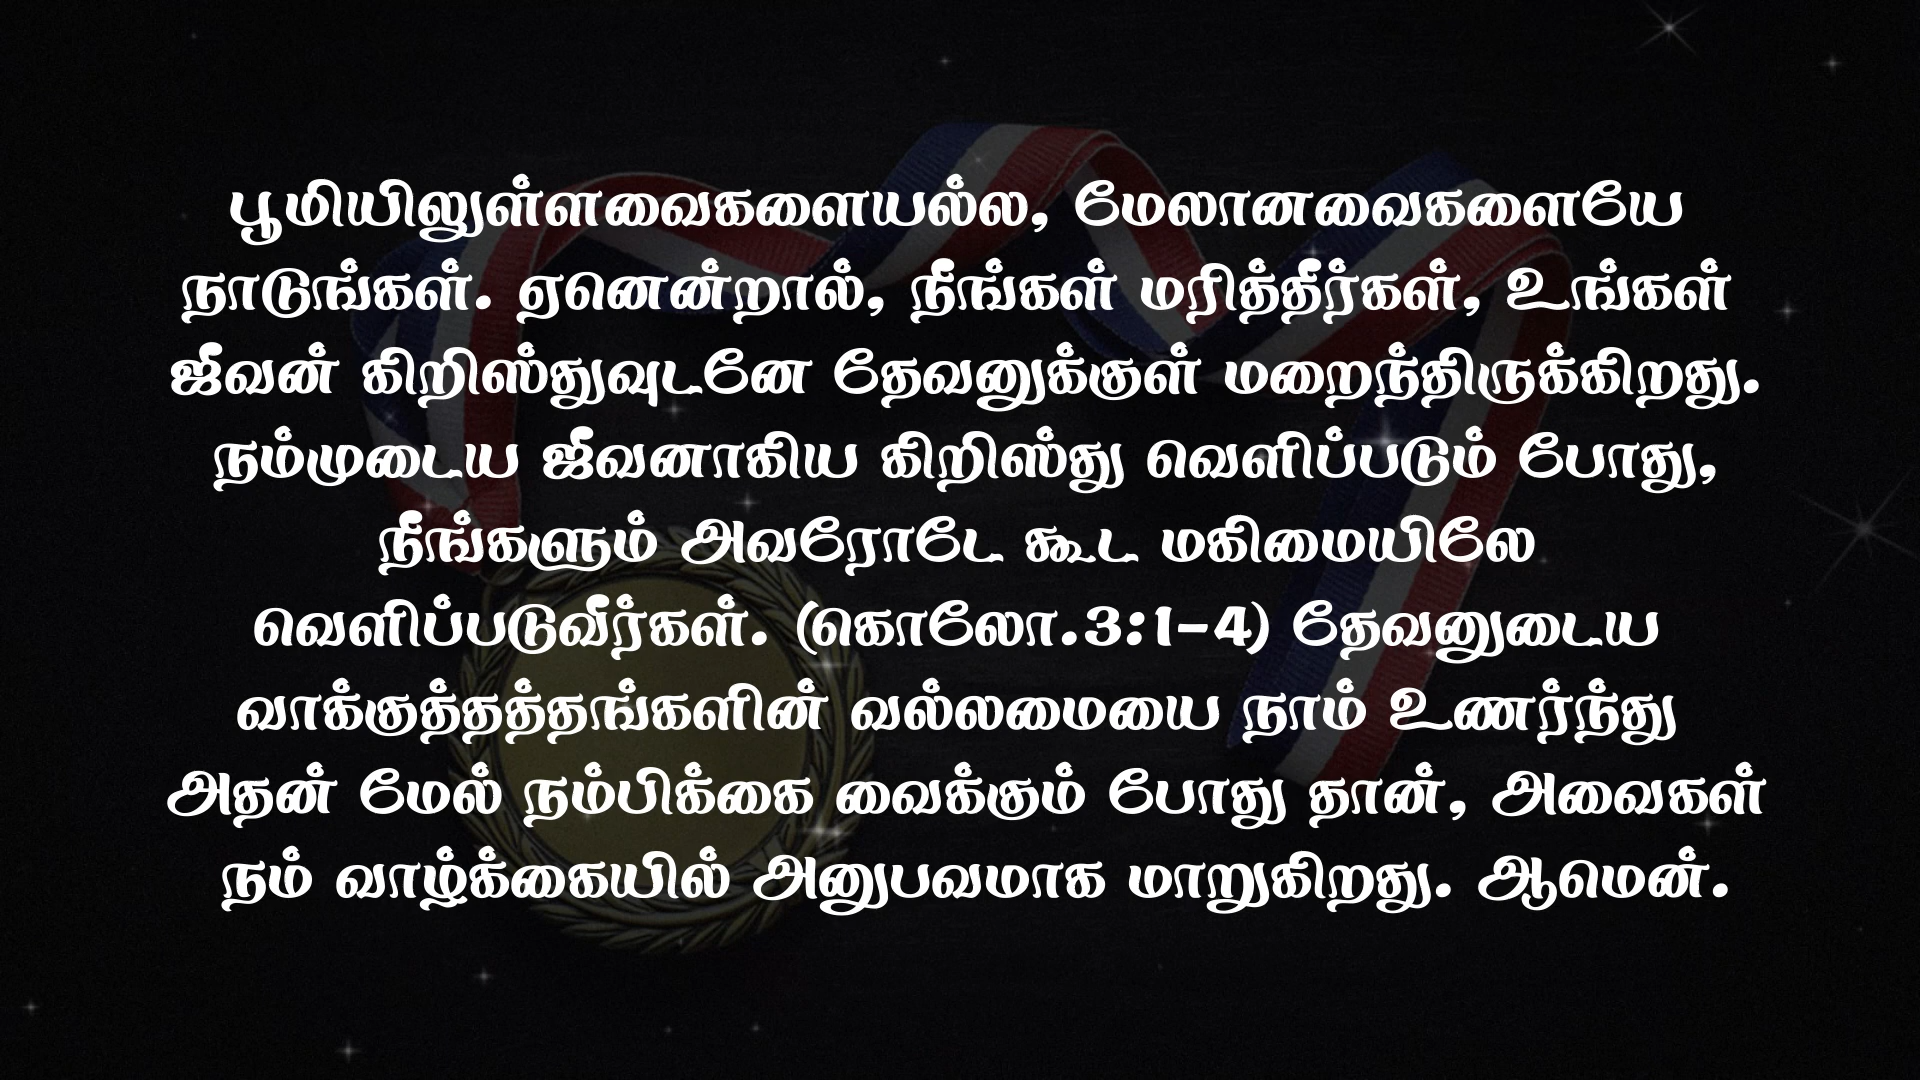 பூமியிலுள்ளவைகளையல்ல, மேலானவைகளையே
நாடுங்கள். ஏனென்றால், நீங்கள் மரித்தீர்கள், உங்கள்
ஜீவன் கிறிஸ்துவுடனே தேவனுக்குள் மறைந்திருக்கிறது.
நம்முடைய ஜீவனாகிய கிறிஸ்து வெளிப்படும் போது,
நீங்களும் அவரோடே கூட மகிமையிலே
வெளிப்படுவீர்கள். (கொலோ.3:1-4) தேவனுடைய
வாக்குத்தத்தங்களின் வல்லமையை நாம் உணர்ந்து
அதன் மேல் நம்பிக்கை வைக்கும் போது தான், அவைகள்
நம் வாழ்க்கையில் அனுபவமாக மாறுகிறது. ஆமென்.